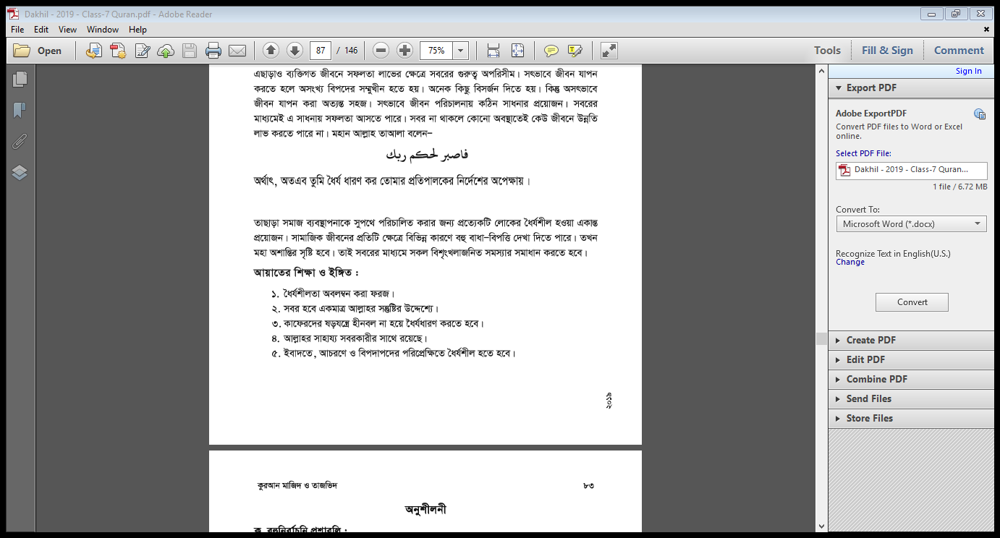 Dakhil - 2019 - Class-7 Quran.pdf - Adobe Reader
File Edit View Window Help
Open 87 / 146 75% Tools Fill & Sign Comment
এছাড়াও ব্যক্তিগত জীবনে সফলতা লাভের ক্ষেত্রে সবরের গুরুত্ব অপরিসীম। সৎভাবে জীবন যাপন
করতে হলে অসংখ্য বিপদের সম্মুখীন হতে হয়। অনেক কিছু বিসর্জন দিতে হয়। কিন্তু অসৎভাবে
জীবন যাপন করা অত্যন্ত সহজ। সৎভাবে জীবন পরিচালনায় কঠিন সাধনার প্রয়োজন। সবরের
মাধ্যমেই এ সাধনায় সফলতা আসতে পারে। সবর না থাকলে কোনো অবস্থাতেই কেউ জীবনে উন্নতি
লাভ করতে পারে না। মহান আল্লাহ তাআলা বলেন–
فاصبر لحكم ربك
অর্থাৎ, অতএব তুমি ধৈর্য ধারণ কর তোমার প্রতিপালকের নির্দেশের অপেক্ষায়।
তাছাড়া সমাজ ব্যবস্থাপনাকে সুপথে পরিচালিত করার জন্য প্রত্যেকটি লোকের ধৈর্যশীল হওয়া একান্ত
প্রয়োজন। সামাজিক জীবনের প্রতিটি ক্ষেত্রে বিভিন্ন কারণে বহু বাধা–বিপত্তি দেখা দিতে পারে। তখন
মহা অশান্তির সৃষ্টি হবে। তাই সবরের মাধ্যমে সকল বিশৃংখলাজনিত সমস্যার সমাধান করতে হবে।
আয়াতের শিক্ষা ও ইঙ্গিত :
১. ধৈর্যশীলতা অবলম্বন করা ফরজ।
২. সবর হবে একমাত্র আল্লাহর সন্তুষ্টির উদ্দেশ্যে।
৩. কাফেরদের ষড়যন্ত্রে হীনবল না হয়ে ধৈর্যধারণ করতে হবে।
৪. আল্লাহর সাহায্য সবরকারীর সাথে রয়েছে।
৫. ইবাদতে, আচরণে ও বিপদাপদের পরিপ্রেক্ষিতে ধৈর্যশীল হতে হবে।
২০১৯
কুরআন মাজিদ ও তাজভিদ ৮৩
অনুশীলনী
ক. বহুনির্বাচনি প্রশ্নাবলি :
Sign In
Export PDF
Adobe ExportPDF
Convert PDF files to Word or Excel
online.
Select PDF File:
Dakhil - 2019 - Class-7 Quran...
1 file / 6.72 MB
Convert To:
Microsoft Word (*.docx)
Recognize Text in English(U.S.)
Change
Convert
Create PDF
Edit PDF
Combine PDF
Send Files
Store Files